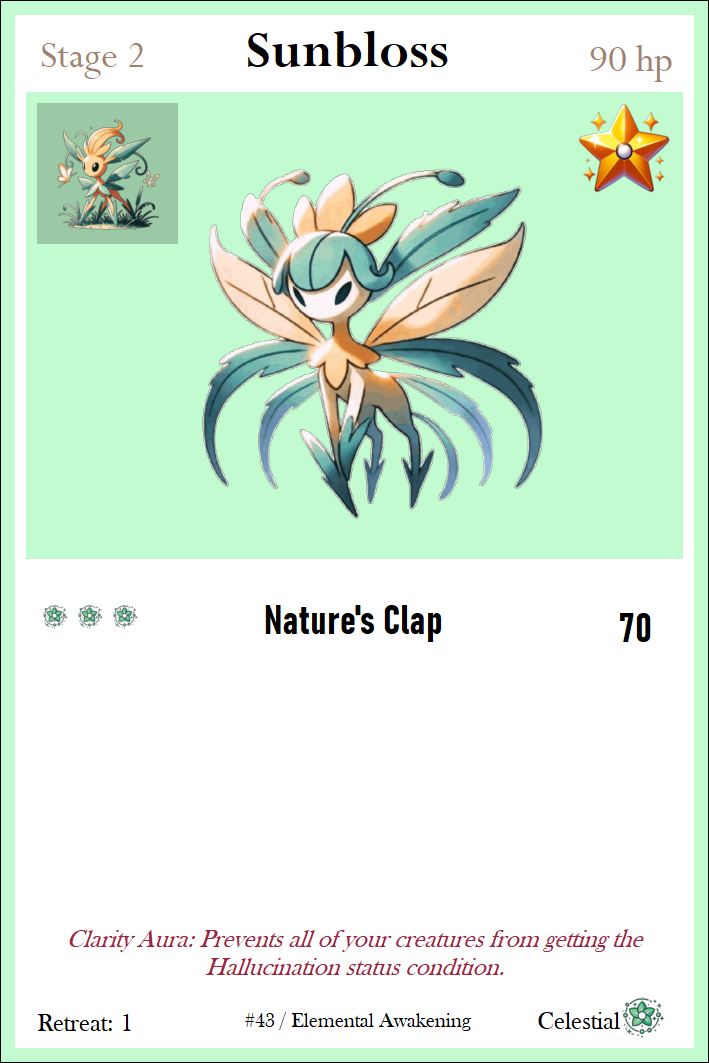 Stage 2
Sunbloss
90 hp
Nature's Clap
70
Clarity Aura: Prevents all of your creatures from getting the
Hallucination status condition.
Retreat: 1
#43 / Elemental Awakening
Celestial